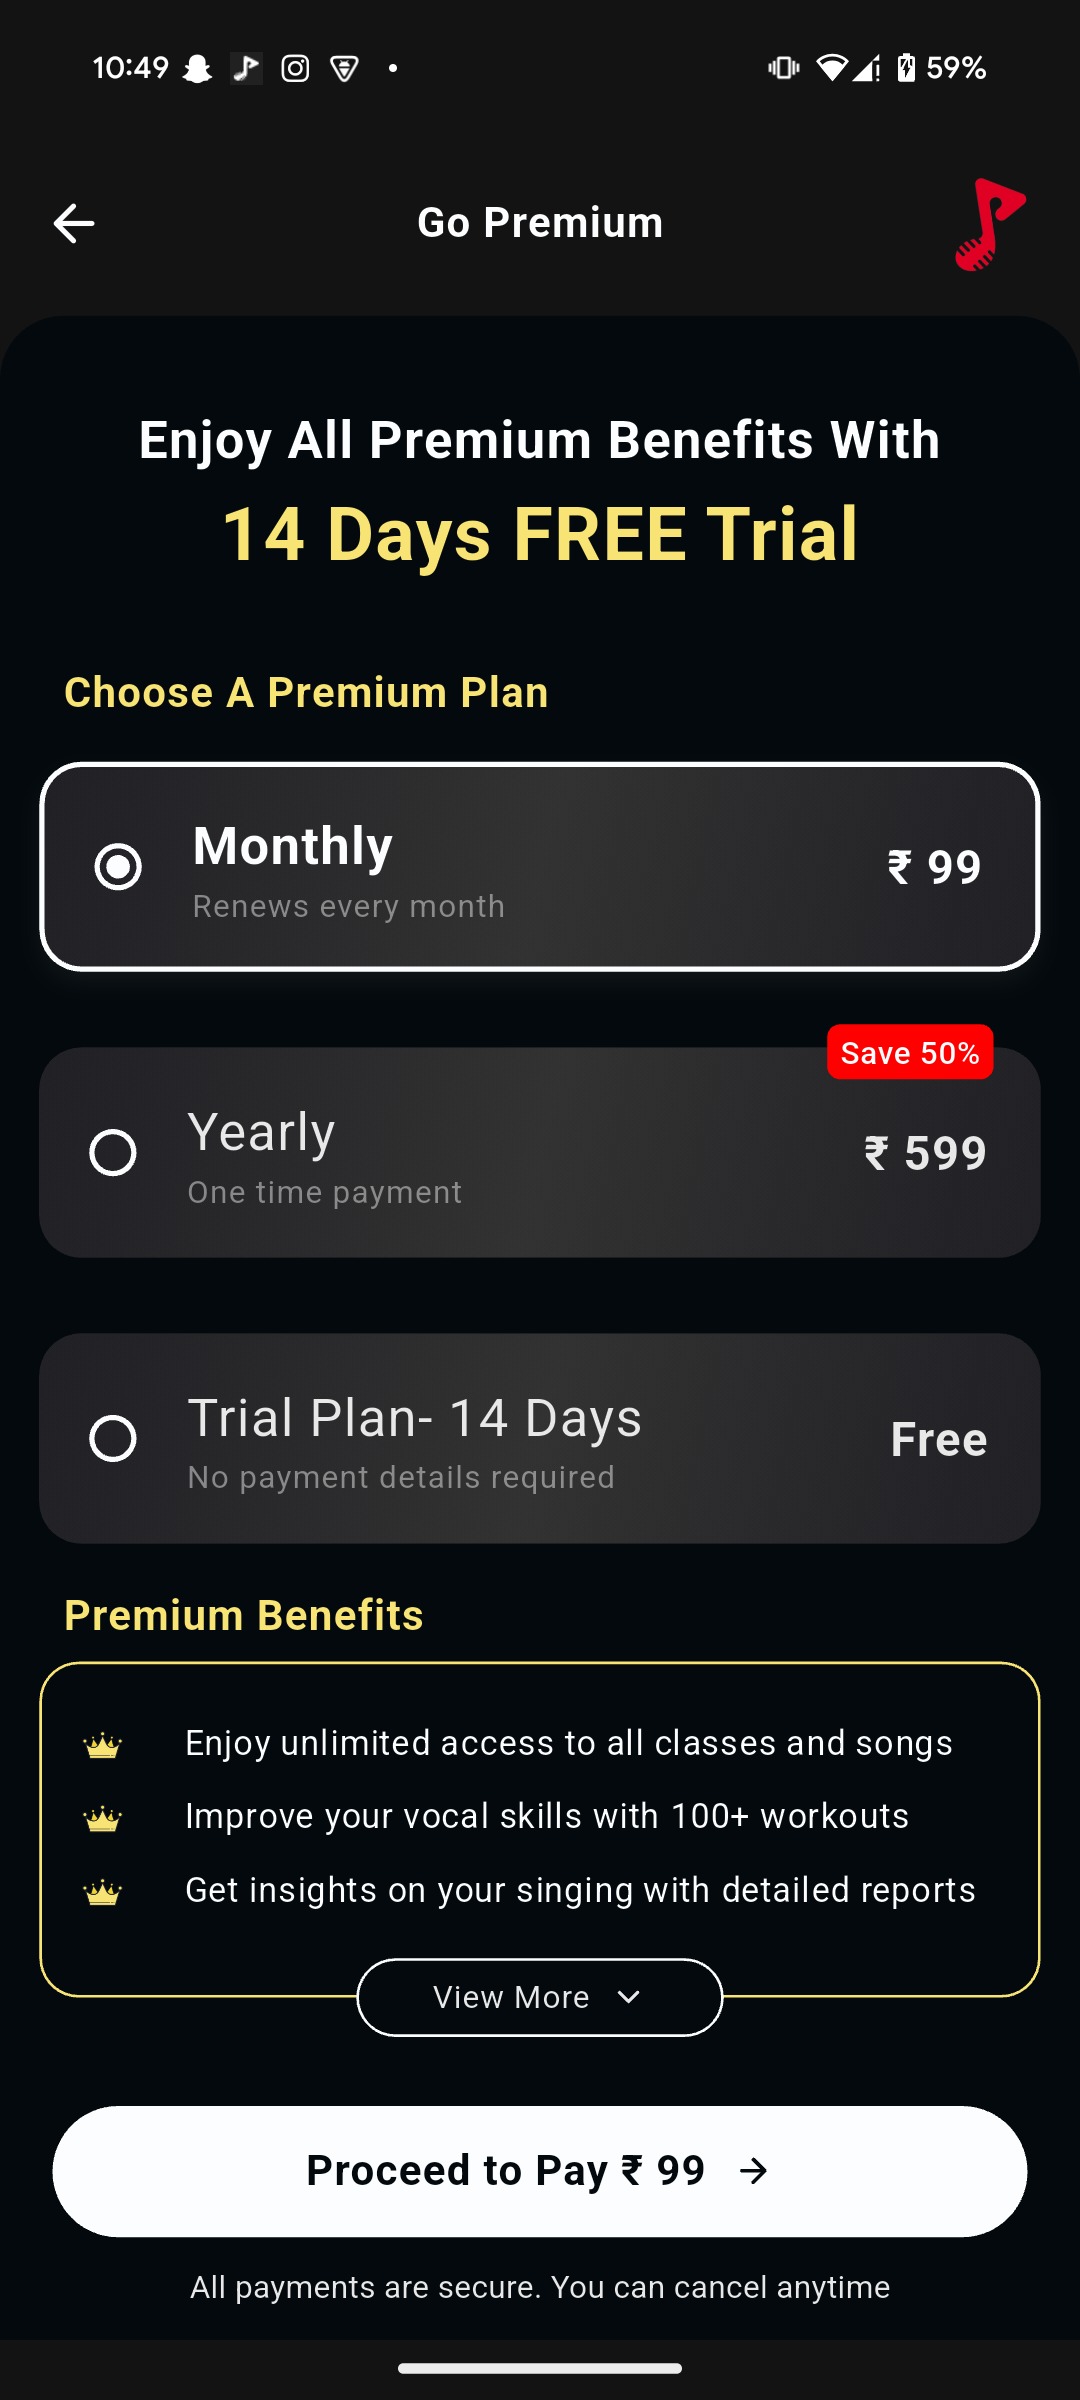 10:49
59%
Go Premium
Enjoy All Premium Benefits With
14 Days FREE Trial
Choose A Premium Plan
Monthly
₹ 99
Renews every month
Save 50%
Yearly
₹ 599
One time payment
Trial Plan- 14 Days
Free
No payment details required
Premium Benefits
Enjoy unlimited access to all classes and songs
Improve your vocal skills with 100+ workouts
Get insights on your singing with detailed reports
View More
Proceed to Pay ₹ 99
All payments are secure. You can cancel anytime